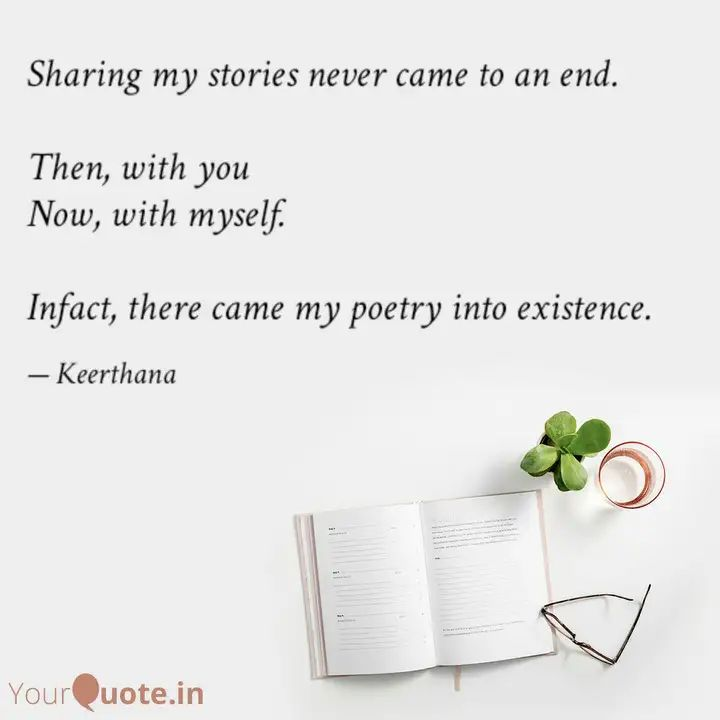 Sharing my stories never came to an end.
Then, with you
Now, with myself.
Infact, there came my poetry into existence.
— Keerthana
YourQuote.in